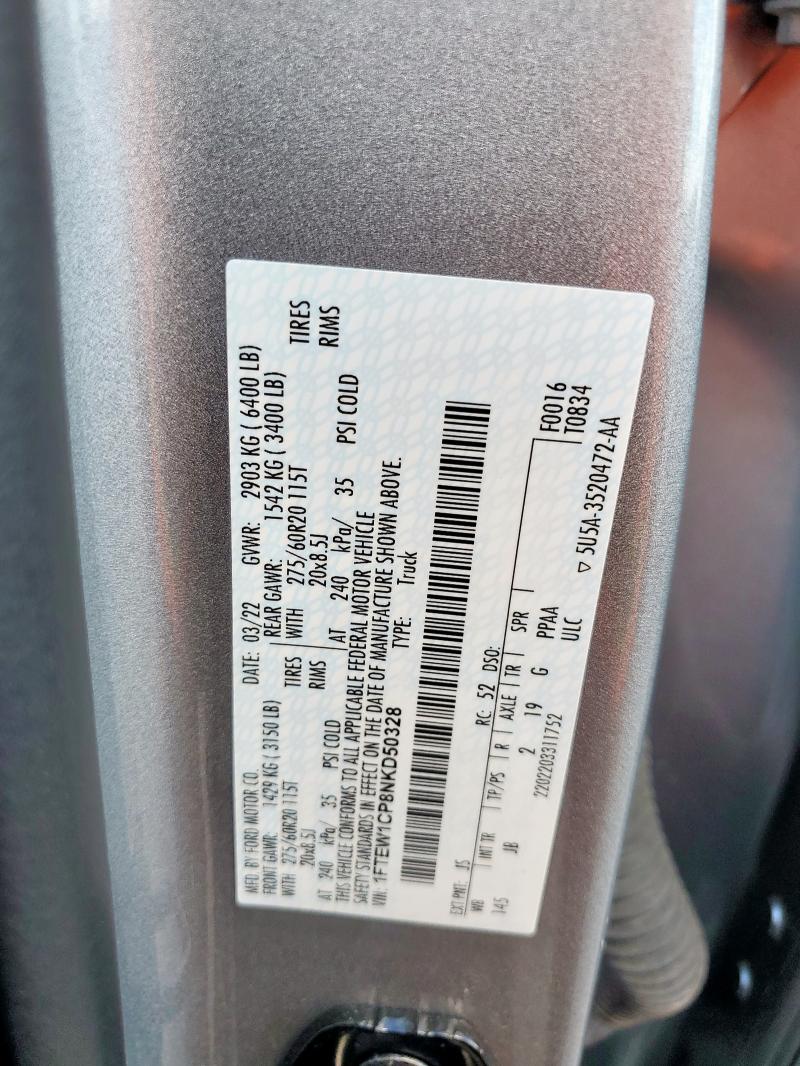 MFD. BY FORD MOTOR CO.
DATE: 03/22 GVWR: 2903 KG ( 6400 LB)
FRONT GAWR: 1429 KG ( 3150 LB) REAR GAWR: 1542 KG ( 3400 LB)
WITH 275/60R20 115T TIRES WITH 275/60R20 115T TIRES
20x8.5J RIMS 20x8.5J RIMS
AT 240 kPa/ 35 PSI COLD AT 240 kPa/ 35 PSI COLD
THIS VEHICLE CONFORMS TO ALL APPLICABLE FEDERAL MOTOR VEHICLE
SAFETY STANDARDS IN EFFECT ON THE DATE OF MANUFACTURE SHOWN ABOVE.
VIN: 1FTEW1CP8NKD50328 TYPE: Truck
EXT PNT: JS RC: 52 DSO: F0016
WB INT TR TP/PS R AXLE TR SPR T0834
145 JB 2 19 G PPAA
ULC
2202203311752 ▽ 5U5A-3520472-AA